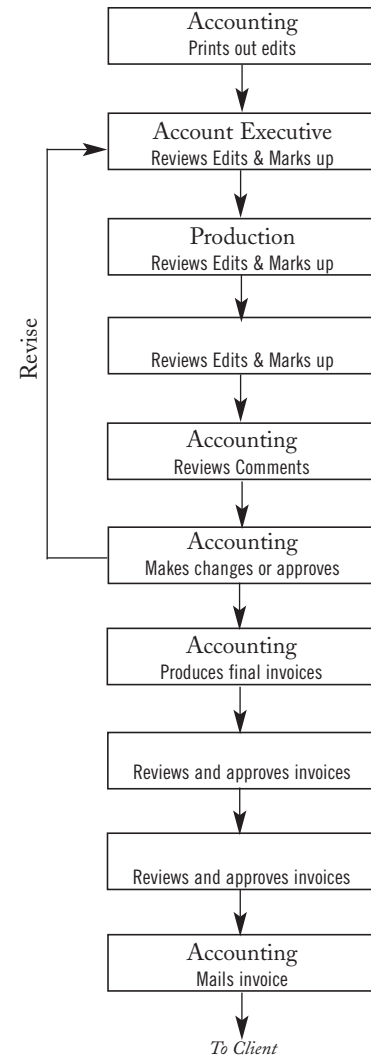 Accounting
Prints out edits
Account Executive
Reviews Edits & Marks up
Production
Reviews Edits & Marks up
Reviews Edits & Marks up
Accounting
Reviews Comments
Accounting
Makes changes or approves
Revise
Accounting
Produces final invoices
Reviews and approves invoices
Reviews and approves invoices
Accounting
Mails invoice
To Client